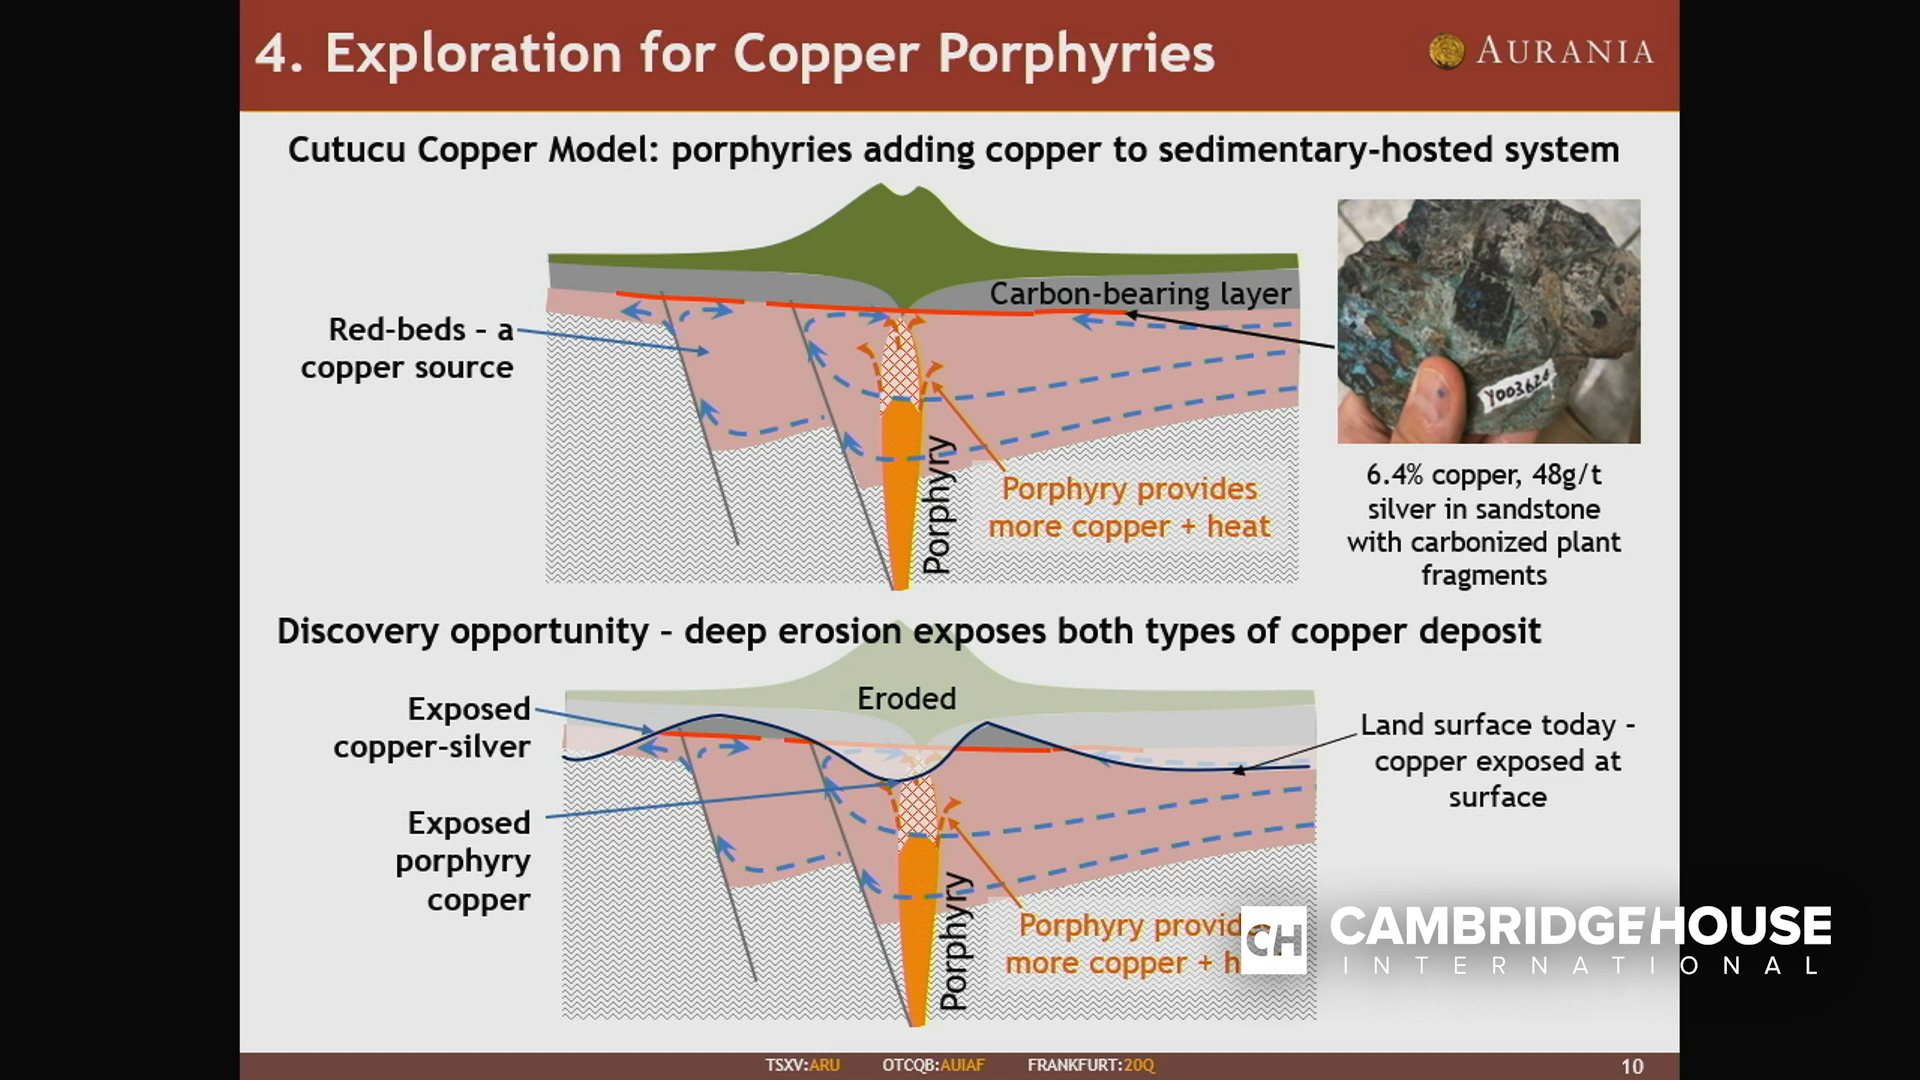 4. Exploration for Copper Porphyries
AURANIA
Cutucu Copper Model: porphyries adding copper to sedimentary-hosted system
Carbon-bearing layer
Red-beds – a
copper source
Porphyry
Porphyry provides
more copper + heat
Y003626
6.4% copper, 48g/t
silver in sandstone
with carbonized plant
fragments
Discovery opportunity – deep erosion exposes both types of copper deposit
Eroded
Exposed
copper-silver
Land surface today –
copper exposed at
surface
Exposed
porphyry
copper
Porphyry
Porphyry provid
more copper + h
CH
CAMBRIDGEHOUSE
INTERNATIONAL
TSXV:ARU OTCQB:AUIAF FRANKFURT:20Q
10